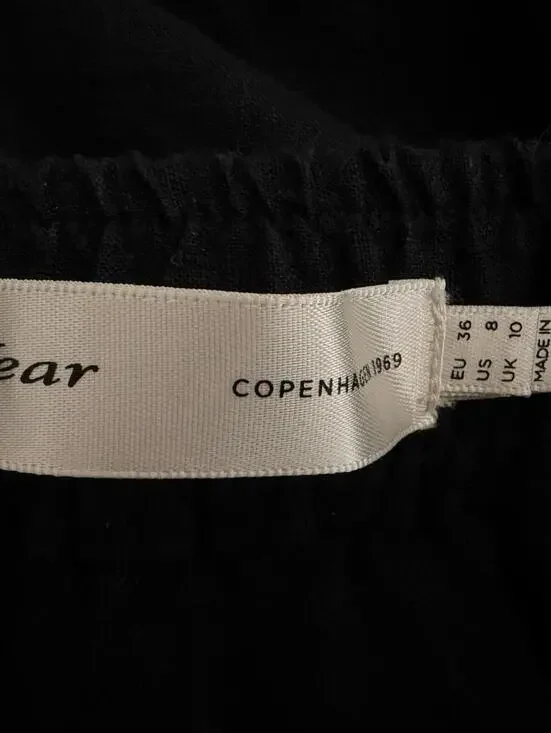 ear
COPENHAGEN 1969
EU 36
US 8
UK 10
MADE IN